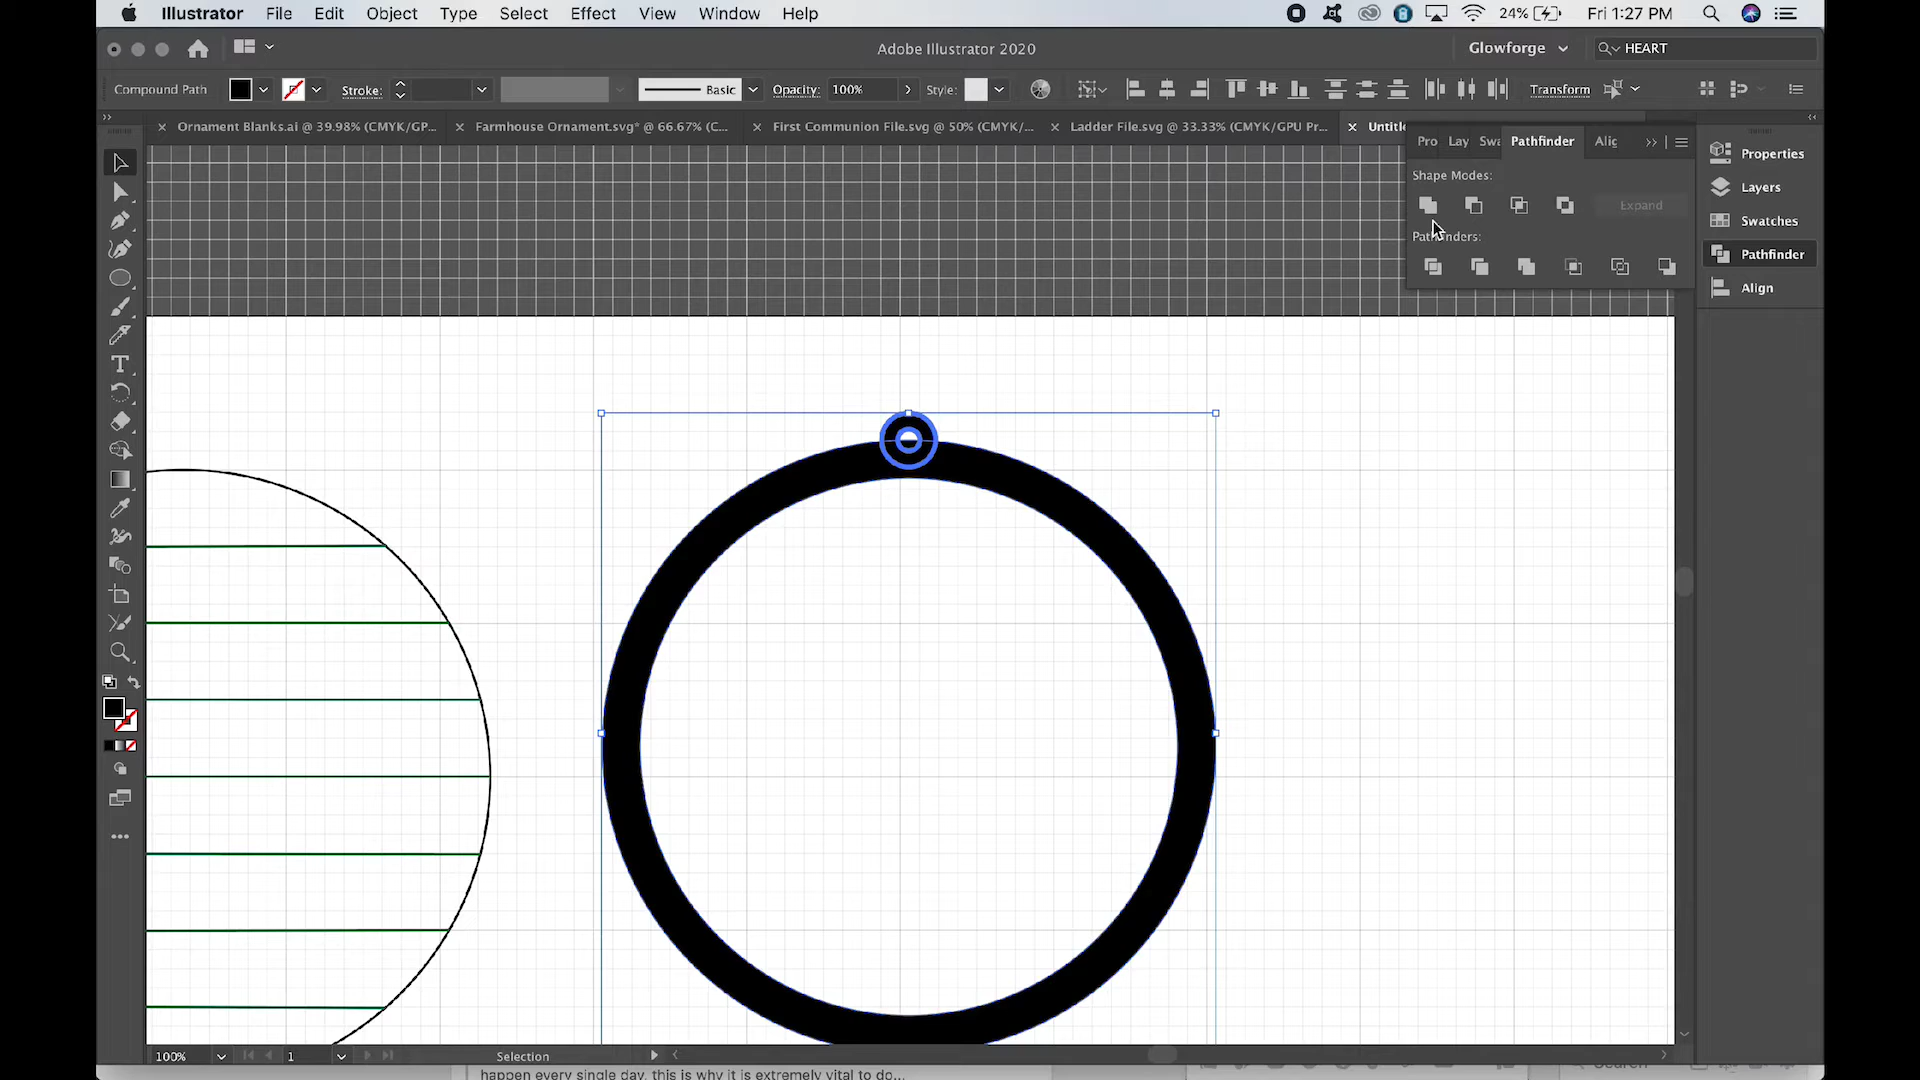 Illustrator File Edit Object Type Select Effect View Window Help 24% Fri 1:27 PM
Adobe Illustrator 2020 Glowforge HEART
Compound Path Stroke: Basic Opacity: 100% Style: Transform
Ornament Blanks.ai @ 39.98% (CMYK/GP... Farmhouse Ornament.svg* @ 66.67% (C... First Communion File.svg @ 50% (CMYK/... Ladder File.svg @ 33.33% (CMYK/GPU Pr... Untitle
Pro Lay Swa Pathfinder Alig
Shape Modes:
Expand
Pathfinders:
Properties
Layers
Swatches
Pathfinder
Align
100% 1 Selection
happen every single day, this is why it is extremely vital to do...
Search